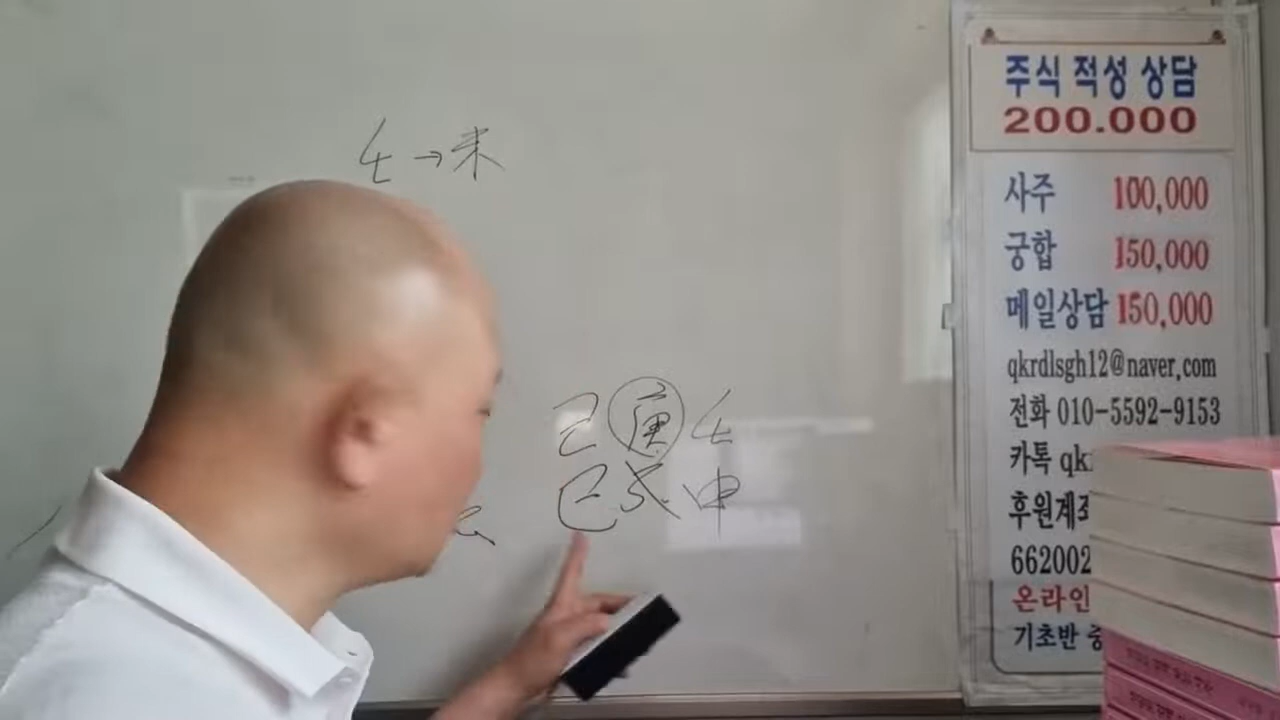 壬→未
己庚壬
巳戌申
주식 적성 상담
200.000
사주 100,000
궁합 150,000
메일상담 150,000
qkrdlsgh12@naver.com
전화 010-5592-9153
카톡 qk
후원계좌
662002
온라인
기초반